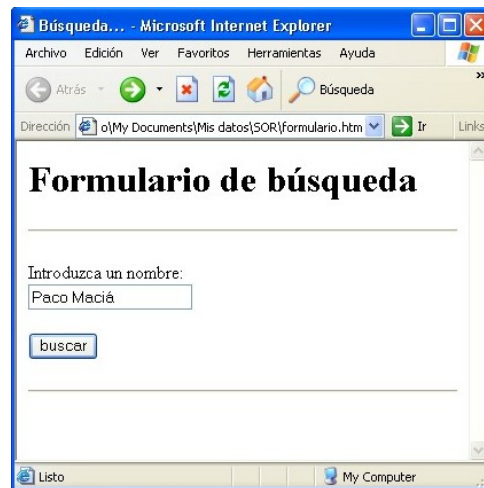 Búsqueda... - Microsoft Internet Explorer
Archivo Edición Ver Favoritos Herramientas Ayuda
Atrás Búsqueda
Dirección o\My Documents\Mis datos\SOR\formulario.htm Ir Links
Formulario de búsqueda
Introduzca un nombre:
Paco Maciá
buscar
Listo My Computer